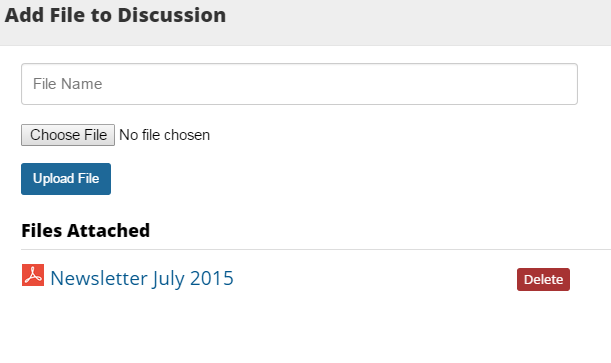 Add File to Discussion
File Name
Choose File No file chosen
Upload File
Files Attached
Newsletter July 2015
Delete